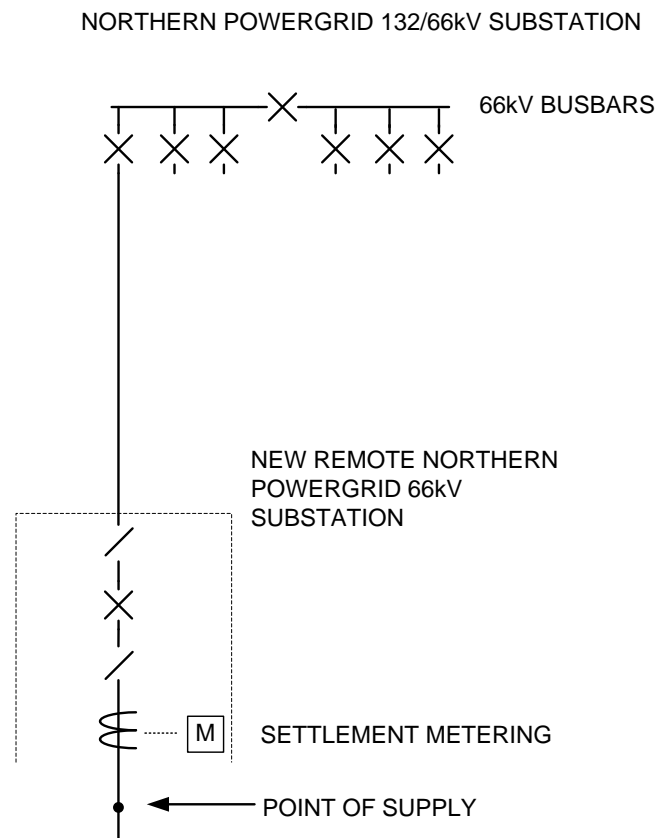 NORTHERN POWERGRID 132/66kV SUBSTATION
66kV BUSBARS
NEW REMOTE NORTHERN
POWERGRID 66kV
SUBSTATION
M
SETTLEMENT METERING
POINT OF SUPPLY